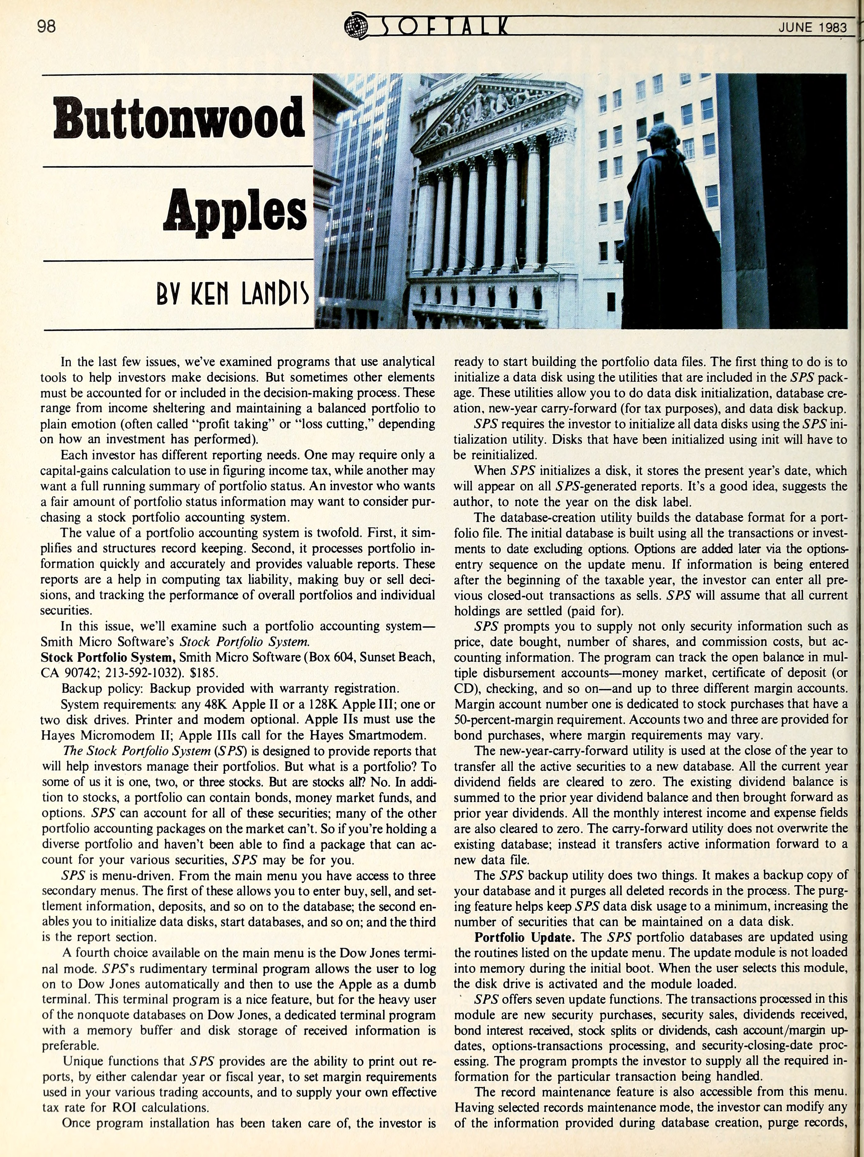 98
SOFTALK
JUNE 1983
Buttonwood
Apples
BY KEN LANDIS
In the last few issues, we've examined programs that use analytical
tools to help investors make decisions. But sometimes other elements
must be accounted for or included in the decision-making process. These
range from income sheltering and maintaining a balanced portfolio to
plain emotion (often called "profit taking" or "loss cutting," depending
on how an investment has performed).
Each investor has different reporting needs. One may require only a
capital-gains calculation to use in figuring income tax, while another may
want a full running summary of portfolio status. An investor who wants
a fair amount of portfolio status information may want to consider pur-
chasing a stock portfolio accounting system.
The value of a portfolio accounting system is twofold. First, it sim-
plifies and structures record keeping. Second, it processes portfolio in-
formation quickly and accurately and provides valuable reports. These
reports are a help in computing tax liability, making buy or sell deci-
sions, and tracking the performance of overall portfolios and individual
securities.
In this issue, we'll examine such a portfolio accounting system—
Smith Micro Software's Stock Portfolio System.
Stock Portfolio System, Smith Micro Software (Box 604, Sunset Beach,
CA 90742; 213-592-1032). $185.
Backup policy: Backup provided with warranty registration.
System requirements: any 48K Apple II or a 128K Apple III; one or
two disk drives. Printer and modem optional. Apple IIs must use the
Hayes Micromodem II; Apple IIIs call for the Hayes Smartmodem.
The Stock Portfolio System (SPS) is designed to provide reports that
will help investors manage their portfolios. But what is a portfolio? To
some of us it is one, two, or three stocks. But are stocks all? No. In addi-
tion to stocks, a portfolio can contain bonds, money market funds, and
options. SPS can account for all of these securities; many of the other
portfolio accounting packages on the market can't. So if you're holding a
diverse portfolio and haven't been able to find a package that can ac-
count for your various securities, SPS may be for you.
SPS is menu-driven. From the main menu you have access to three
secondary menus. The first of these allows you to enter buy, sell, and set-
tlement information, deposits, and so on to the database; the second en-
ables you to initialize data disks, start databases, and so on; and the third
is the report section.
A fourth choice available on the main menu is the Dow Jones termi-
nal mode. SPS's rudimentary terminal program allows the user to log
on to Dow Jones automatically and then to use the Apple as a dumb
terminal. This terminal program is a nice feature, but for the heavy user
of the nonquote databases on Dow Jones, a dedicated terminal program
with a memory buffer and disk storage of received information is
preferable.
Unique functions that SPS provides are the ability to print out re-
ports, by either calendar year or fiscal year, to set margin requirements
used in your various trading accounts, and to supply your own effective
tax rate for ROI calculations.
Once program installation has been taken care of, the investor is
ready to start building the portfolio data files. The first thing to do is to
initialize a data disk using the utilities that are included in the SPS pack-
age. These utilities allow you to do data disk initialization, database cre-
ation, new-year carry-forward (for tax purposes), and data disk backup.
SPS requires the investor to initialize all data disks using the SPS ini-
tialization utility. Disks that have been initialized using init will have to
be reinitialized.
When SPS initializes a disk, it stores the present year's date, which
will appear on all SPS-generated reports. It's a good idea, suggests the
author, to note the year on the disk label.
The database-creation utility builds the database format for a port-
folio file. The initial database is built using all the transactions or invest-
ments to date excluding options. Options are added later via the options-
entry sequence on the update menu. If information is being entered
after the beginning of the taxable year, the investor can enter all pre-
vious closed-out transactions as sells. SPS will assume that all current
holdings are settled (paid for).
SPS prompts you to supply not only security information such as
price, date bought, number of shares, and commission costs, but ac-
counting information. The program can track the open balance in mul-
tiple disbursement accounts—money market, certificate of deposit (or
CD), checking, and so on—and up to three different margin accounts.
Margin account number one is dedicated to stock purchases that have a
50-percent-margin requirement. Accounts two and three are provided for
bond purchases, where margin requirements may vary.
The new-year-carry-forward utility is used at the close of the year to
transfer all the active securities to a new database. All the current year
dividend fields are cleared to zero. The existing dividend balance is
summed to the prior year dividend balance and then brought forward as
prior year dividends. All the monthly interest income and expense fields
are also cleared to zero. The carry-forward utility does not overwrite the
existing database; instead it transfers active information forward to a
new data file.
The SPS backup utility does two things. It makes a backup copy of
your database and it purges all deleted records in the process. The purg-
ing feature helps keep SPS data disk usage to a minimum, increasing the
number of securities that can be maintained on a data disk.
Portfolio Update. The SPS portfolio databases are updated using
the routines listed on the update menu. The update module is not loaded
into memory during the initial boot. When the user selects this module,
the disk drive is activated and the module loaded.
SPS offers seven update functions. The transactions processed in this
module are new security purchases, security sales, dividends received,
bond interest received, stock splits or dividends, cash account/margin up-
dates, options-transactions processing, and security-closing-date proc-
essing. The program prompts the investor to supply all the required in-
formation for the particular transaction being handled.
The record maintenance feature is also accessible from this menu.
Having selected records maintenance mode, the investor can modify any
of the information provided during database creation, purge records,